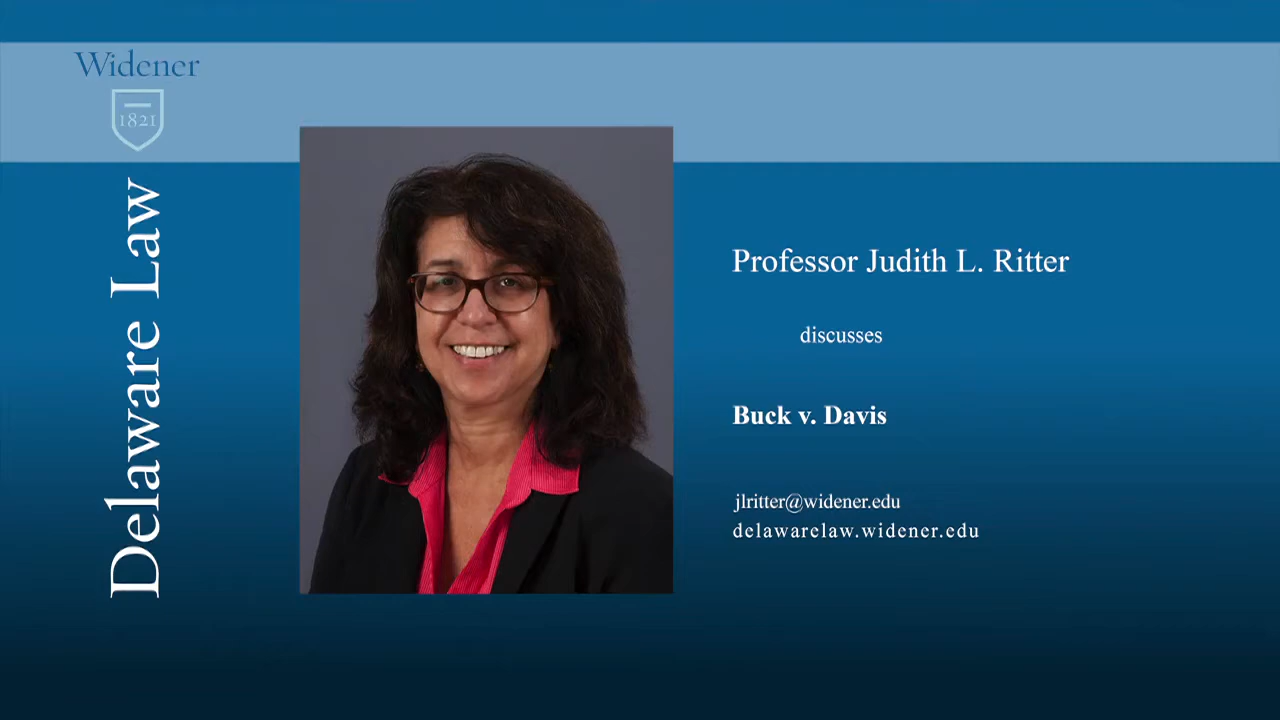 Widener
1821
Delaware Law
Professor Judith L. Ritter
discusses
Buck v. Davis
jlritter@widener.edu
delawarelaw.widener.edu